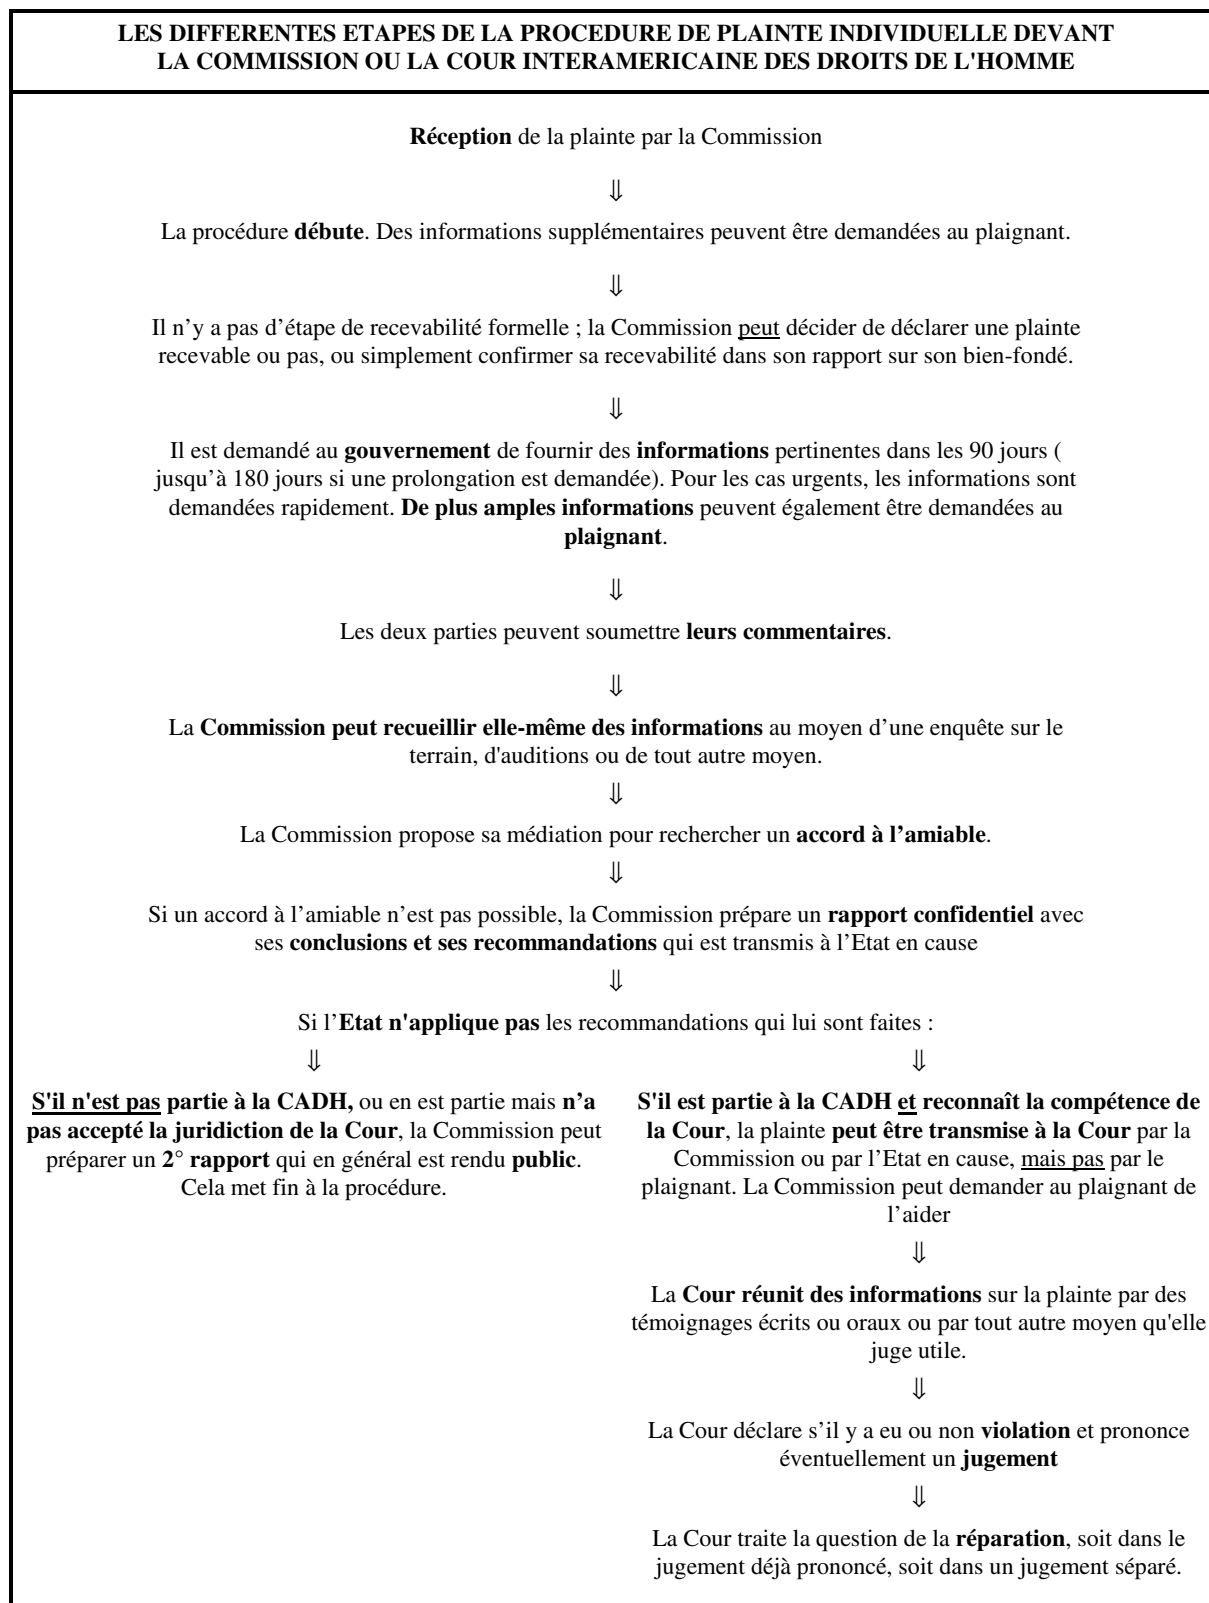 LES DIFFERENTES ETAPES DE LA PROCEDURE DE PLAINTE INDIVIDUELLE DEVANT
LA COMMISSION OU LA COUR INTERAMERICAINE DES DROITS DE L'HOMME
Réception de la plainte par la Commission
⇓
La procédure débute. Des informations supplémentaires peuvent être demandées au plaignant.
⇓
Il n’y a pas d’étape de recevabilité formelle ; la Commission peut décider de déclarer une plainte
recevable ou pas, ou simplement confirmer sa recevabilité dans son rapport sur son bien-fondé.
⇓
Il est demandé au gouvernement de fournir des informations pertinentes dans les 90 jours (
jusqu’à 180 jours si une prolongation est demandée). Pour les cas urgents, les informations sont
demandées rapidement. De plus amples informations peuvent également être demandées au
plaignant.
⇓
Les deux parties peuvent soumettre leurs commentaires.
⇓
La Commission peut recueillir elle-même des informations au moyen d’une enquête sur le
terrain, d'auditions ou de tout autre moyen.
⇓
La Commission propose sa médiation pour rechercher un accord à l’amiable.
⇓
Si un accord à l’amiable n’est pas possible, la Commission prépare un rapport confidentiel avec
ses conclusions et ses recommandations qui est transmis à l’Etat en cause
⇓
Si l’Etat n'applique pas les recommandations qui lui sont faites :
⇓
S'il n'est pas partie à la CADH, ou en est partie mais n’a
pas accepté la juridiction de la Cour, la Commission peut
préparer un 2° rapport qui en général est rendu public.
Cela met fin à la procédure.
⇓
S'il est partie à la CADH et reconnaît la compétence de
la Cour, la plainte peut être transmise à la Cour par la
Commission ou par l’Etat en cause, mais pas par le
plaignant. La Commission peut demander au plaignant de
l’aider
⇓
La Cour réunit des informations sur la plainte par des
témoignages écrits ou oraux ou par tout autre moyen qu'elle
juge utile.
⇓
La Cour déclare s’il y a eu ou non violation et prononce
éventuellement un jugement
⇓
La Cour traite la question de la réparation, soit dans le
jugement déjà prononcé, soit dans un jugement séparé.